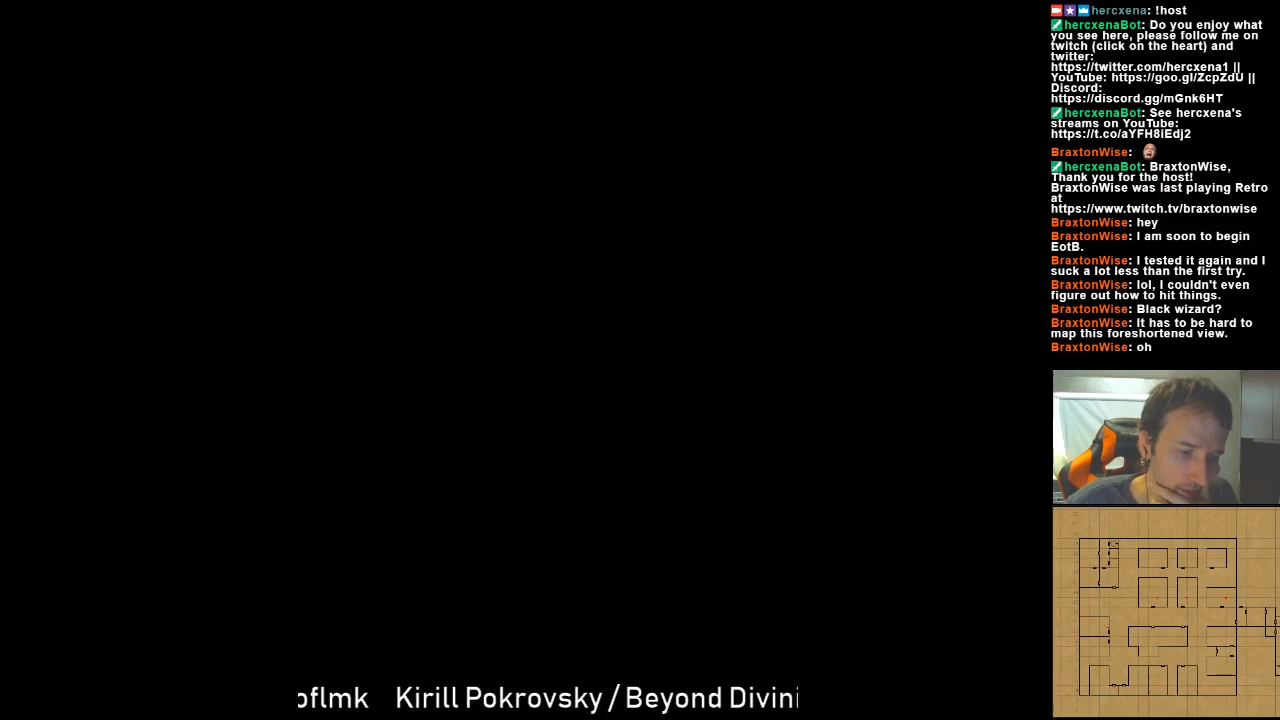 hercxena: !host
hercxenaBot: Do you enjoy what
you see here, please follow me on
twitch (click on the heart) and
twitter:
https://twitter.com/hercxena1 ||
YouTube: https://goo.gl/ZcpZdU ||
Discord:
https://discord.gg/mGnk6HT
hercxenaBot: See hercxena's
streams on YouTube:
https://t.co/aYFH8IEdj2
BraxtonWise:
hercxenaBot: BraxtonWise,
Thank you for the host!
BraxtonWise was last playing Retro
at
https://www.twitch.tv/braxtonwise
BraxtonWise: hey
BraxtonWise: I am soon to begin
EotB.
BraxtonWise: I tested it again and I
suck a lot less than the first try.
BraxtonWise: lol, I couldn't even
figure out how to hit things.
BraxtonWise: Black wizard?
BraxtonWise: It has to be hard to
map this foreshortened view.
BraxtonWise: oh
oflmk Kirill Pokrovsky / Beyond Divini